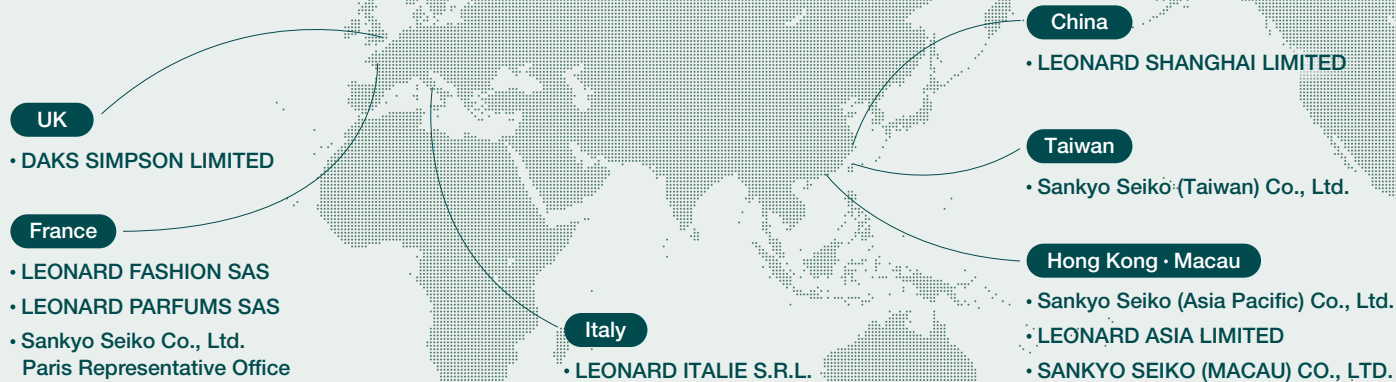 UK
• DAKS SIMPSON LIMITED
France
• LEONARD FASHION SAS
• LEONARD PARFUMS SAS
• Sankyo Seiko Co., Ltd.
Paris Representative Office
Italy
• LEONARD ITALIE S.R.L.
China
• LEONARD SHANGHAI LIMITED
Taiwan
• Sankyo Seiko (Taiwan) Co., Ltd.
Hong Kong・Macau
• Sankyo Seiko (Asia Pacific) Co., Ltd.
• LEONARD ASIA LIMITED
• SANKYO SEIKO (MACAU) CO., LTD.